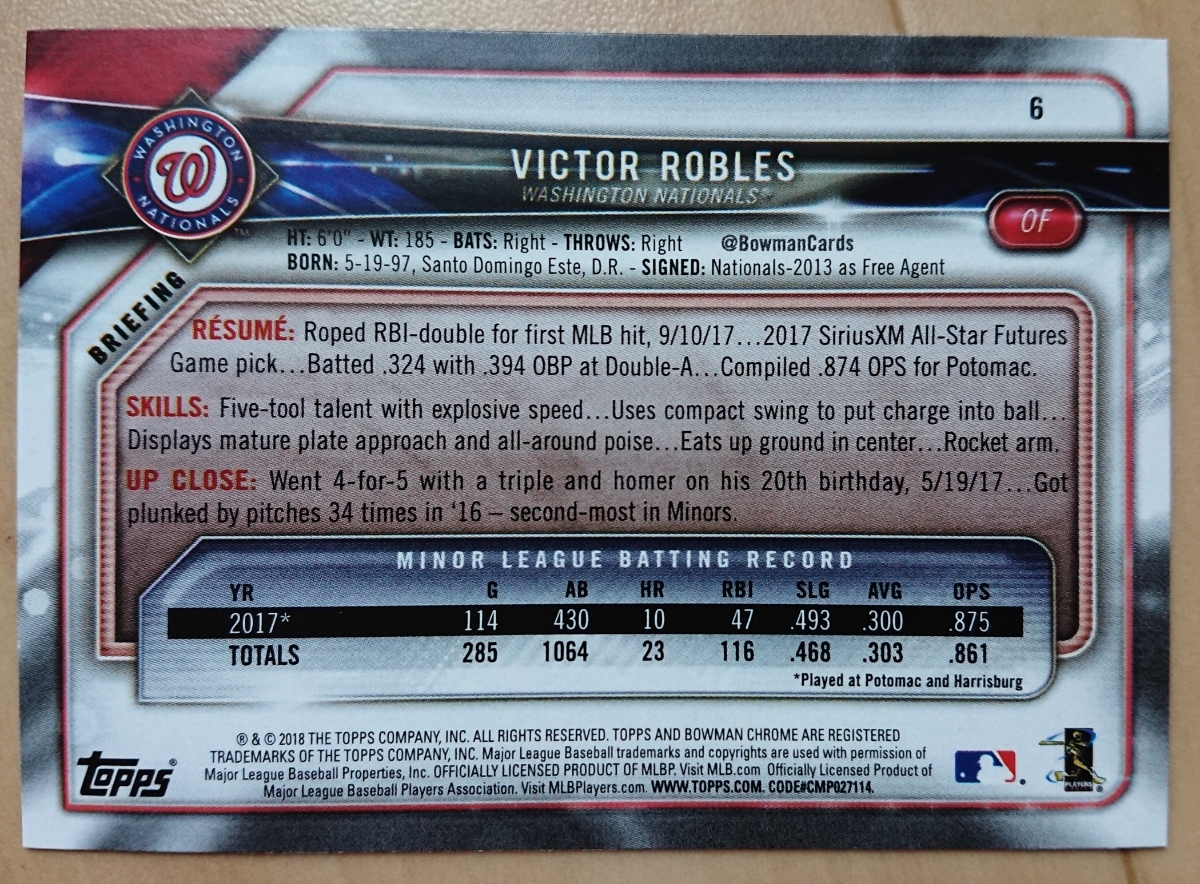 6
WASHINGTON
NATIONALS
™
VICTOR ROBLES
WASHINGTON NATIONALS®
OF
HT: 6'0" - WT: 185 - BATS: Right - THROWS: Right @BowmanCards
BORN: 5-19-97, Santo Domingo Este, D.R. - SIGNED: Nationals-2013 as Free Agent
BRIEFING
RÉSUMÉ: Roped RBI-double for first MLB hit, 9/10/17...2017 SiriusXM All-Star Futures
Game pick...Batted .324 with .394 OBP at Double-A...Compiled .874 OPS for Potomac.
SKILLS: Five-tool talent with explosive speed...Uses compact swing to put charge into ball...
Displays mature plate approach and all-around poise...Eats up ground in center...Rocket arm.
UP CLOSE: Went 4-for-5 with a triple and homer on his 20th birthday, 5/19/17...Got
plunked by pitches 34 times in ‘16 – second-most in Minors.
MINOR LEAGUE BATTING RECORD
YR G AB HR RBI SLG AVG OPS
2017* 114 430 10 47 .493 .300 .875
TOTALS 285 1064 23 116 .468 .303 .861
*Played at Potomac and Harrisburg
® & © 2018 THE TOPPS COMPANY, INC. ALL RIGHTS RESERVED. TOPPS AND BOWMAN CHROME ARE REGISTERED
TRADEMARKS OF THE TOPPS COMPANY, INC. Major League Baseball trademarks and copyrights are used with permission of
Major League Baseball Properties, Inc. OFFICIALLY LICENSED PRODUCT OF MLBP, Visit MLB.com Officially Licensed Product of
Major League Baseball Players Association. Visit MLBPlayers.com. WWW.TOPPS.COM. CODE#CMP027114.
topps®
PLAYERS